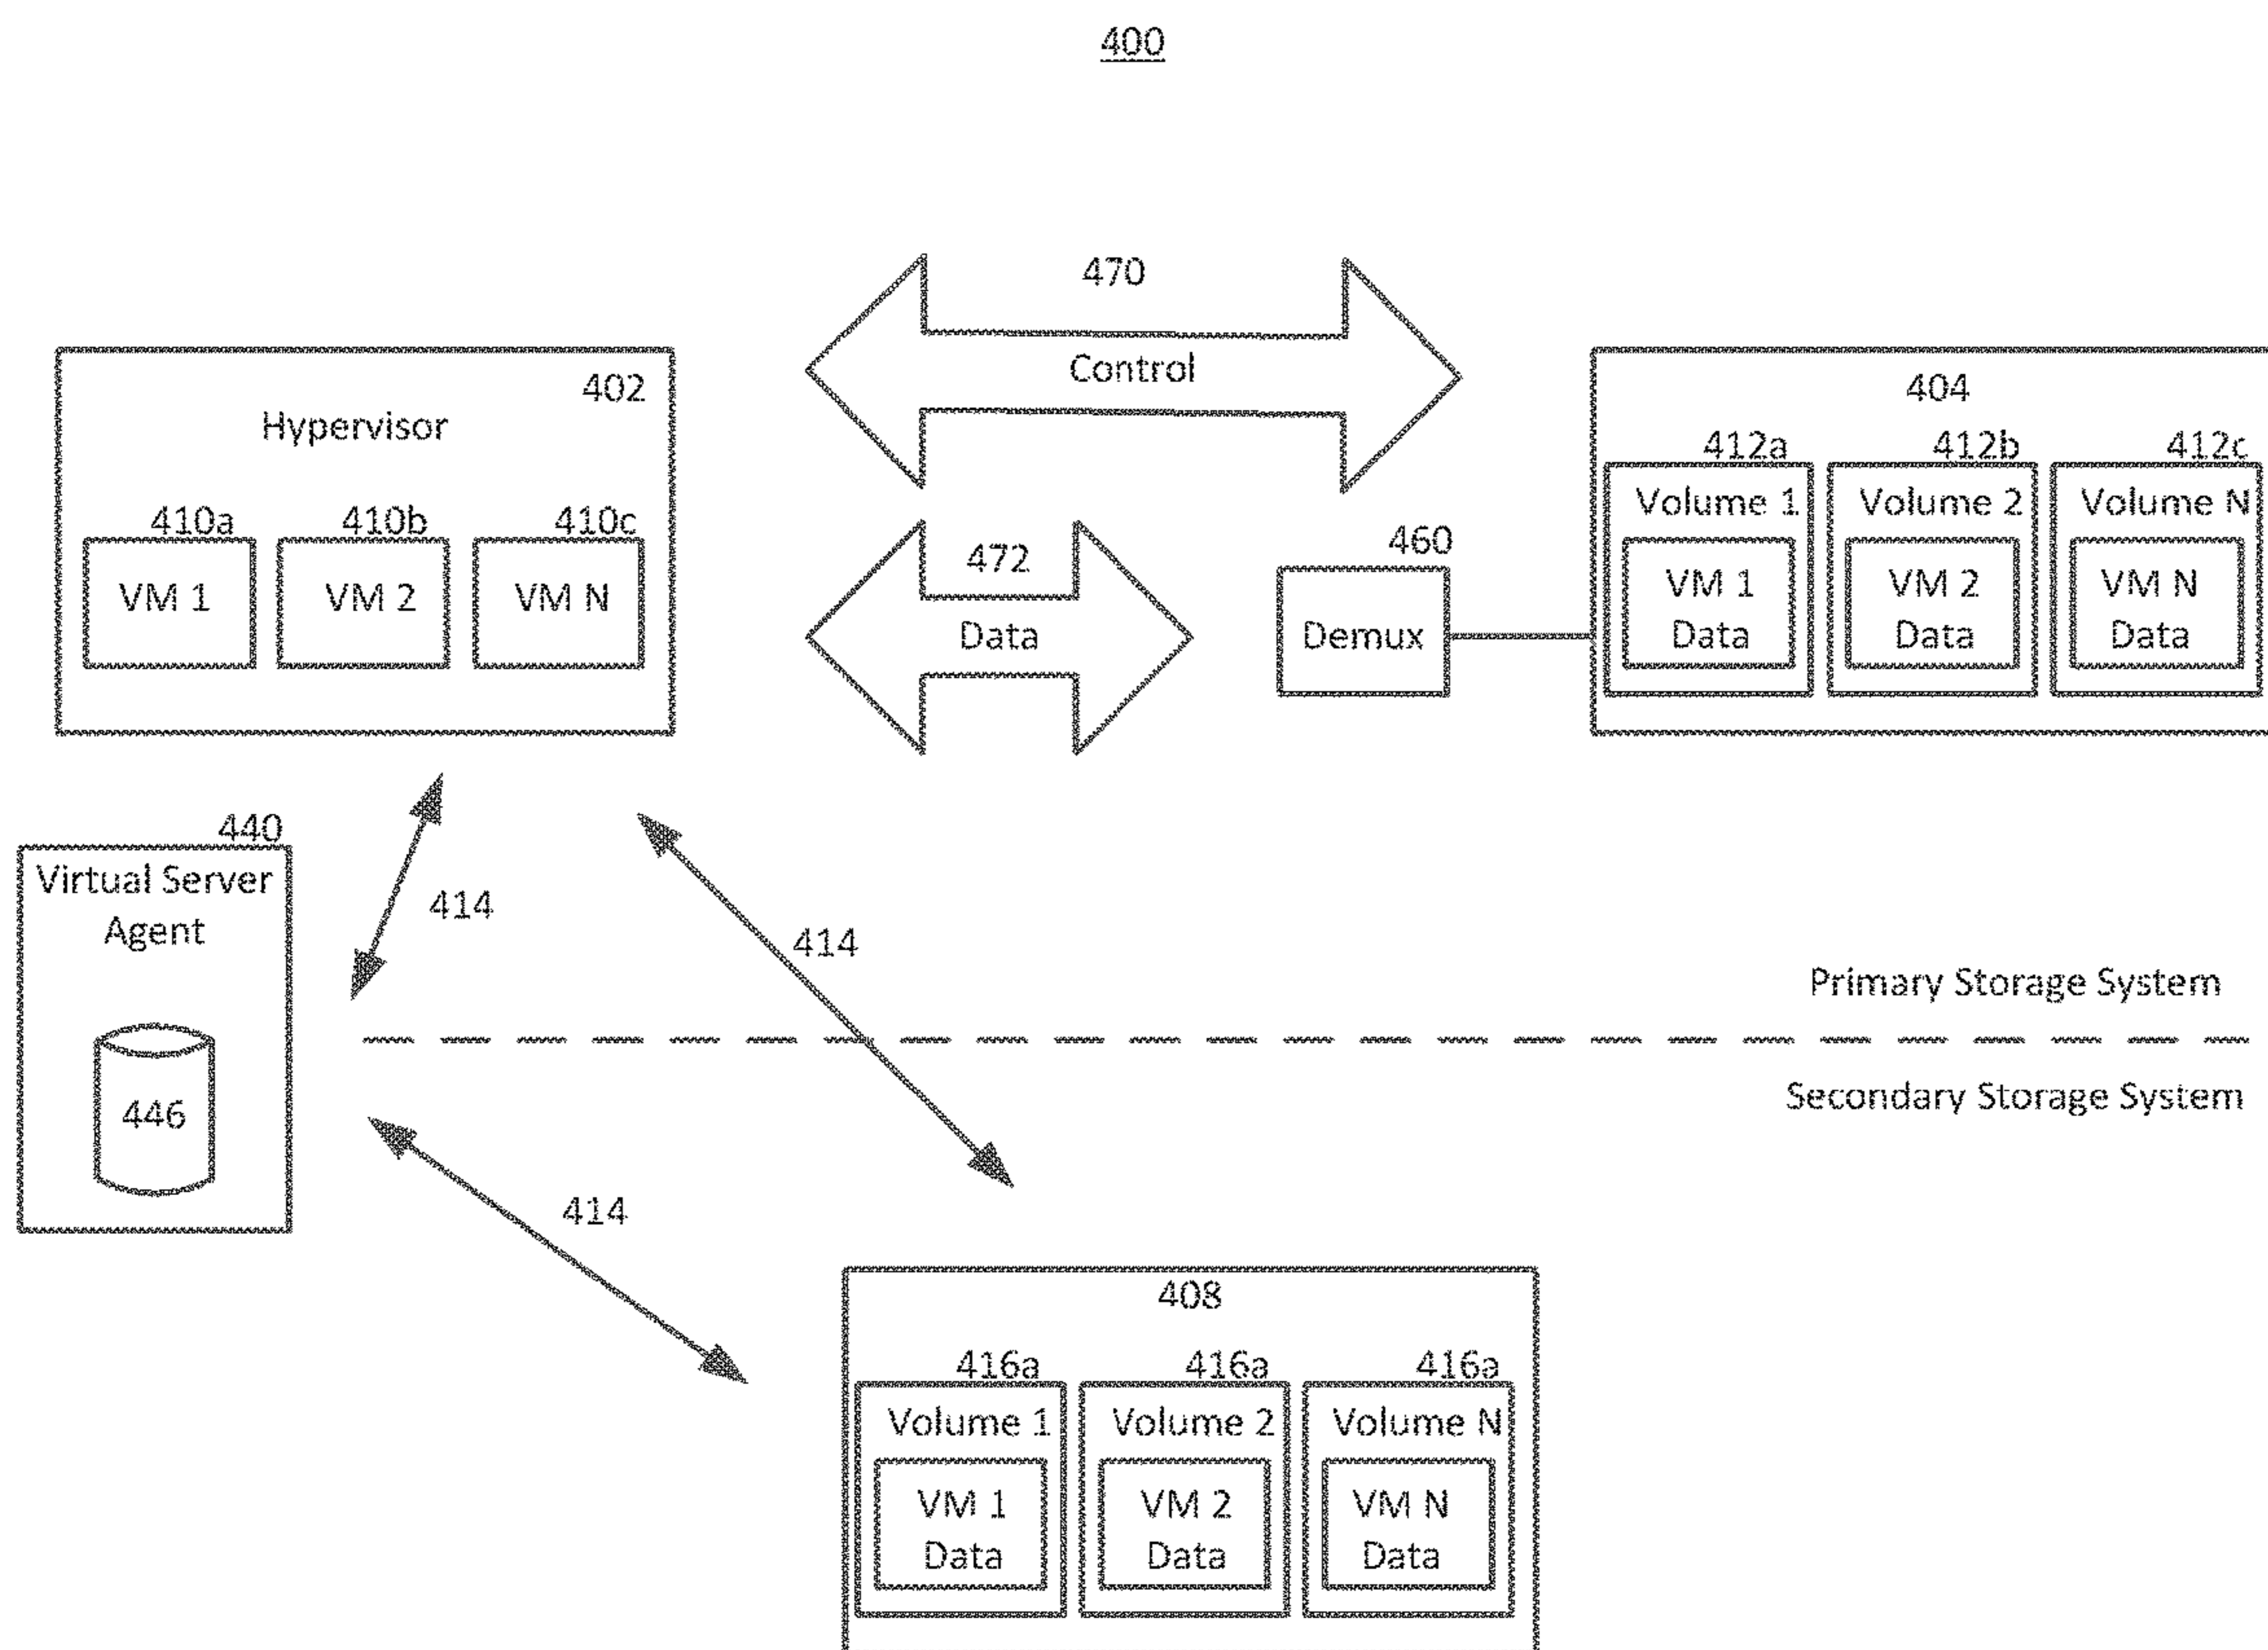 400
470
Control
402
Hypervisor
410a 410b 410c
VM 1 VM 2 VM N
472
Data
460
Demux
404
412a 412b 412c
Volume 1 Volume 2 Volume N
VM 1 VM 2 VM N
Data Data Data
440
Virtual Server
Agent
446
414
414
414
Primary Storage System
Secondary Storage System
408
416a 416a 416a
Volume 1 Volume 2 Volume N
VM 1 VM 2 VM N
Data Data Data